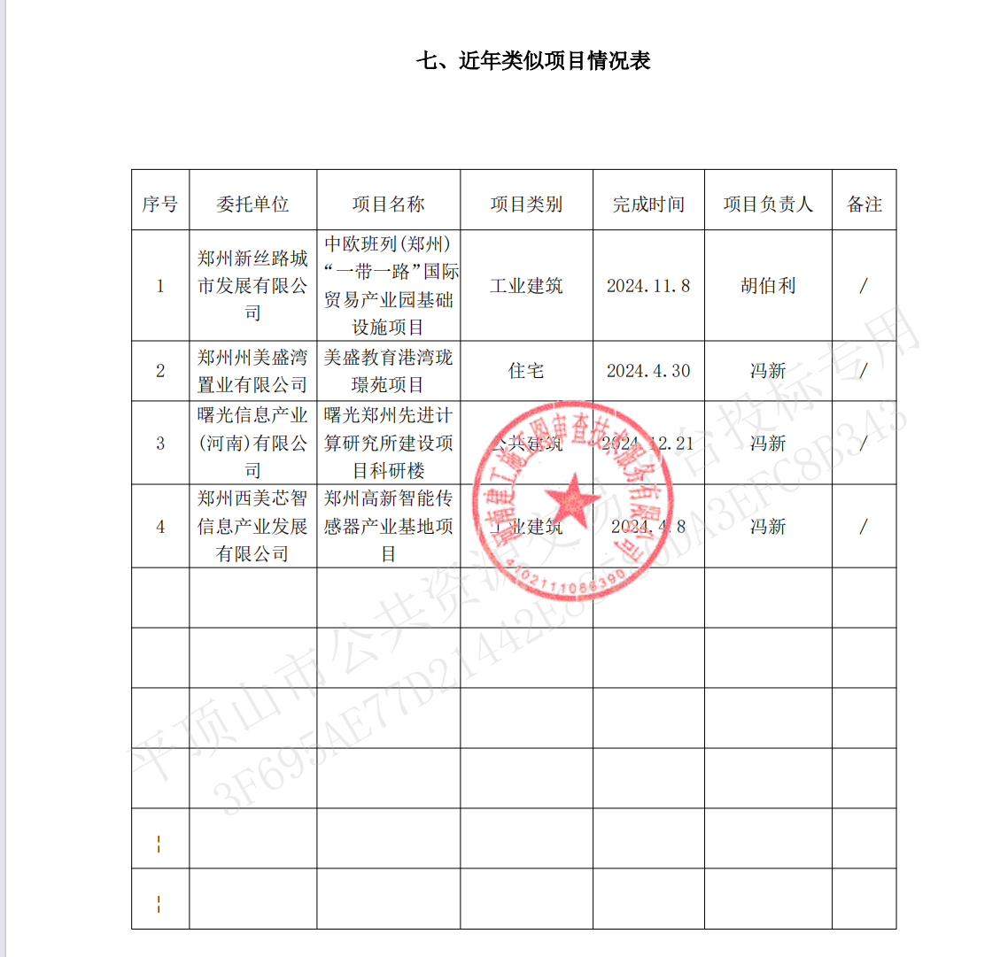 七、近年类似项目情况表
序号 委托单位 项目名称 项目类别 完成时间 项目负责人 备注
1 郑州新丝路城市发展有限公司 中欧班列(郑州)“一带一路”国际贸易产业园基础设施项目 工业建筑 2024.11.8 胡伯利 /
2 郑州州美盛湾置业有限公司 美盛教育港湾珑璟苑项目 住宅 2024.4.30 冯新 /
3 曙光信息产业(河南)有限公司 曙光郑州先进计算研究所建设项目科研楼 公共建筑 2024.12.21 冯新 /
4 郑州西美芯智信息产业发展有限公司 郑州高新智能传感器产业基地项目 工业建筑 2024.4.8 冯新 /
河南建工施工图审查技术服务有限公司
平顶山市公共资源交易平台投标专用